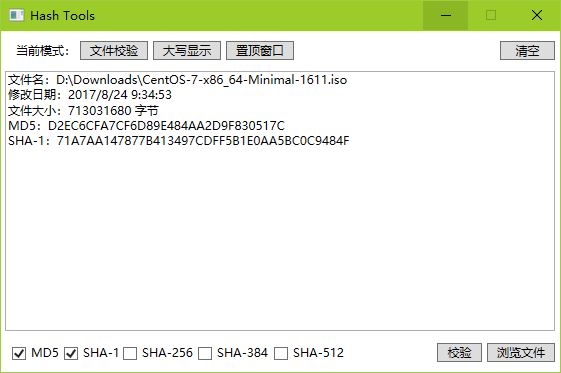 Hash Tools
当前模式： 文件校验 大写显示 置顶窗口 清空
文件名：D:\Downloads\CentOS-7-x86_64-Minimal-1611.iso
修改日期：2017/8/24 9:34:53
文件大小：713031680 字节
MD5：D2EC6CFA7CF6D89E484AA2D9F830517C
SHA-1：71A7AA147877B413497CDFF5B1E0AA5BC0C9484F
MD5 SHA-1 SHA-256 SHA-384 SHA-512 校验 浏览文件